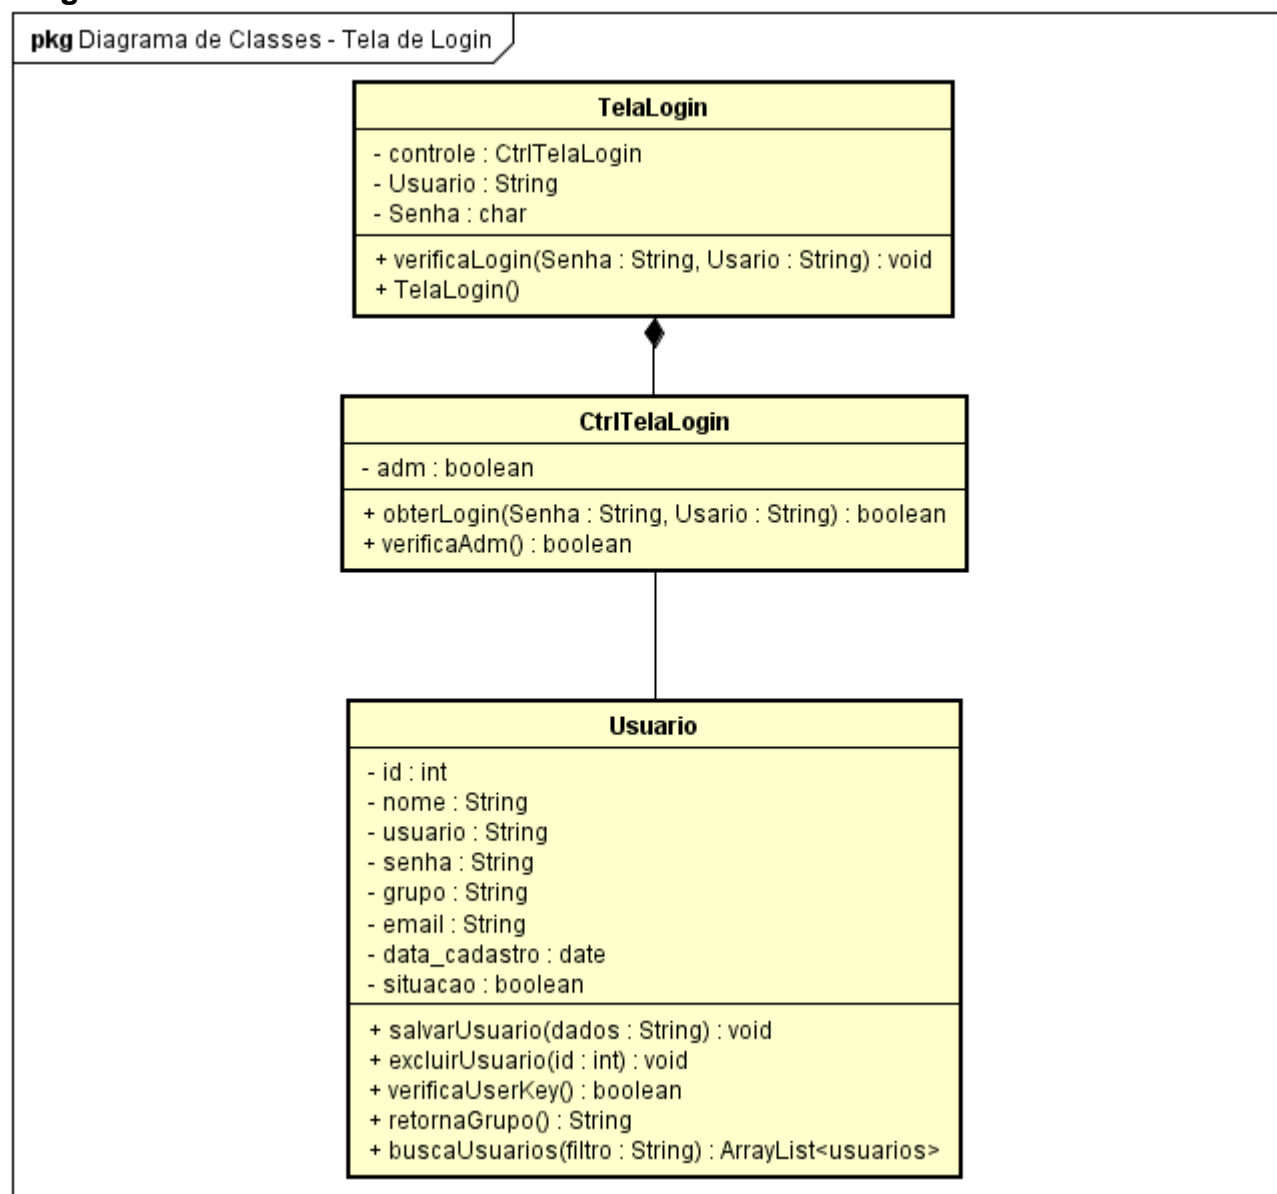 pkg Diagrama de Classes - Tela de Login
TelaLogin
- controle : CtrlTelaLogin
- Usuario : String
- Senha : char
+ verificaLogin(Senha : String, Usario : String) : void
+ TelaLogin()
CtrlTelaLogin
- adm : boolean
+ obterLogin(Senha : String, Usario : String) : boolean
+ verificaAdm() : boolean
Usuario
- id : int
- nome : String
- usuario : String
- senha : String
- grupo : String
- email : String
- data_cadastro : date
- situacao : boolean
+ salvarUsuario(dados : String) : void
+ excluirUsuario(id : int) : void
+ verificaUserKey() : boolean
+ retornaGrupo() : String
+ buscaUsuarios(filtro : String) : ArrayList<usuarios>